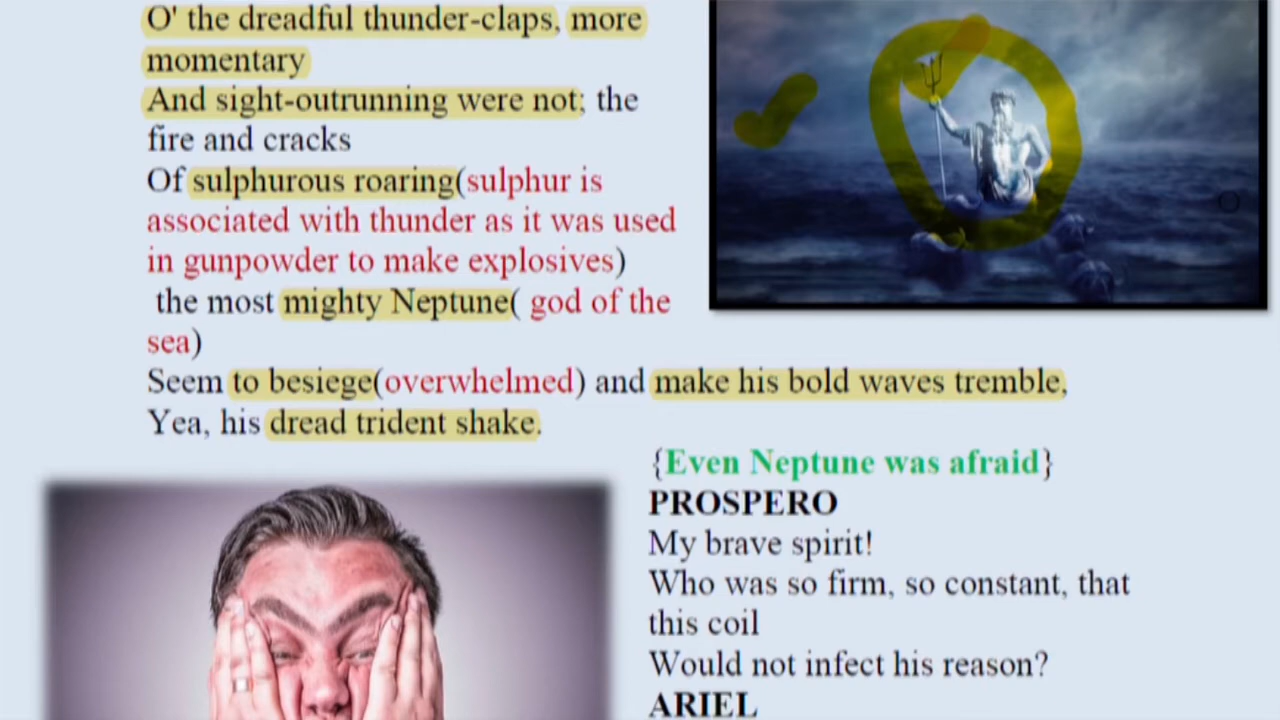 O' the dreadful thunder-claps, more
momentary
And sight-outrunning were not; the
fire and cracks
Of sulphurous roaring(sulphur is
associated with thunder as it was used
in gunpowder to make explosives)
the most mighty Neptune( god of the
sea)
Seem to besiege(overwhelmed) and make his bold waves tremble,
Yea, his dread trident shake.
{Even Neptune was afraid}
PROSPERO
My brave spirit!
Who was so firm, so constant, that
this coil
Would not infect his reason?
ARIEL